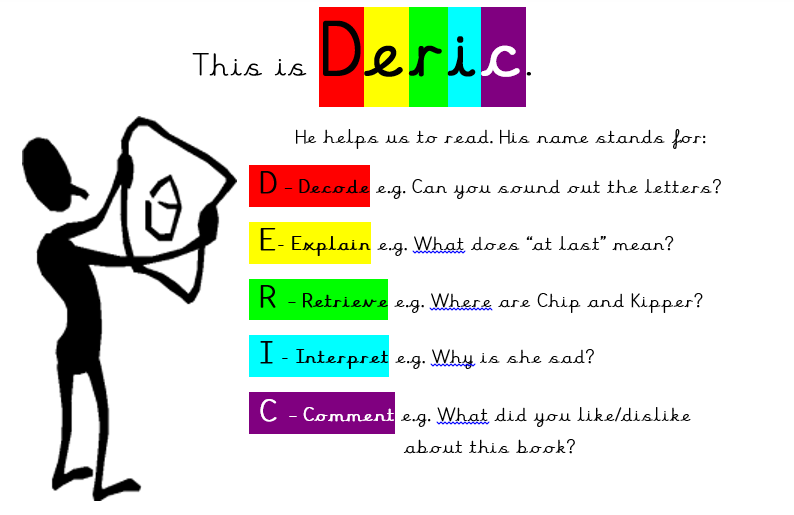 This is Deric.
He helps us to read. His name stands for:
D - Decode e.g. Can you sound out the letters?
E- Explain e.g. What does “at last” mean?
R - Retrieve e.g. Where are Chip and Kipper?
I - Interpret e.g. Why is she sad?
C - Comment e.g. What did you like/dislike
about this book?